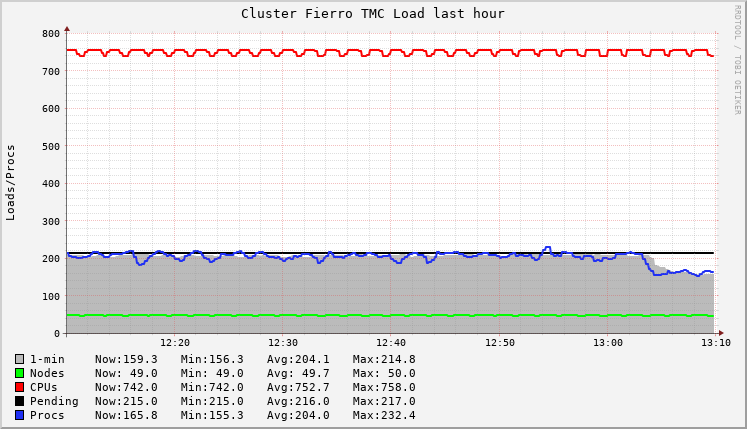 Cluster Fierro TMC Load last hour
RRDTOOL / TOBI OETIKER
Loads/Procs
800
700
600
500
400
300
200
100
0
12:20 12:30 12:40 12:50 13:00 13:10
1-min Now:159.3 Min:156.3 Avg:204.1 Max:214.8
Nodes Now: 49.0 Min: 49.0 Avg: 49.7 Max: 50.0
CPUs Now:742.0 Min:742.0 Avg:752.7 Max:758.0
Pending Now:215.0 Min:215.0 Avg:216.0 Max:217.0
Procs Now:165.8 Min:155.3 Avg:204.0 Max:232.4